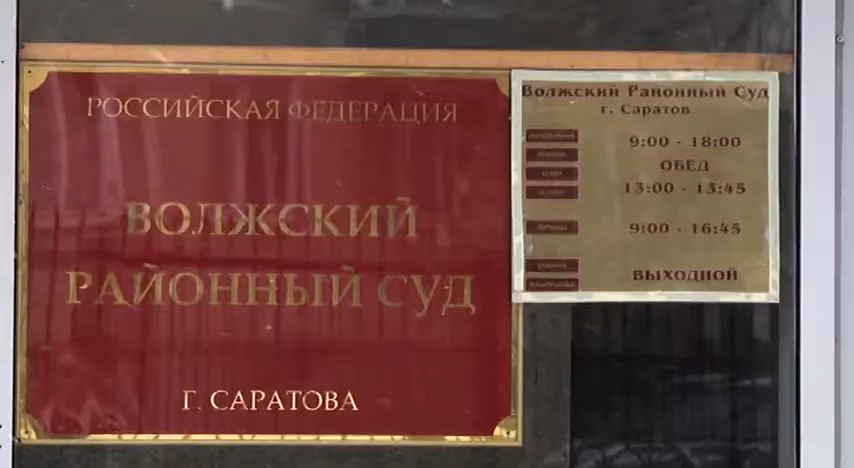 РОССИЙСКАЯ ФЕДЕРАЦИЯ
ВОЛЖСКИЙ
РАЙОННЫЙ СУД
Г. САРАТОВА
Волжский Районный Суд
г. Саратов
9:00 - 18:00
ОБЕД
13:00 - 13:45
9:00 - 16:45
ВЫХОДНОЙ